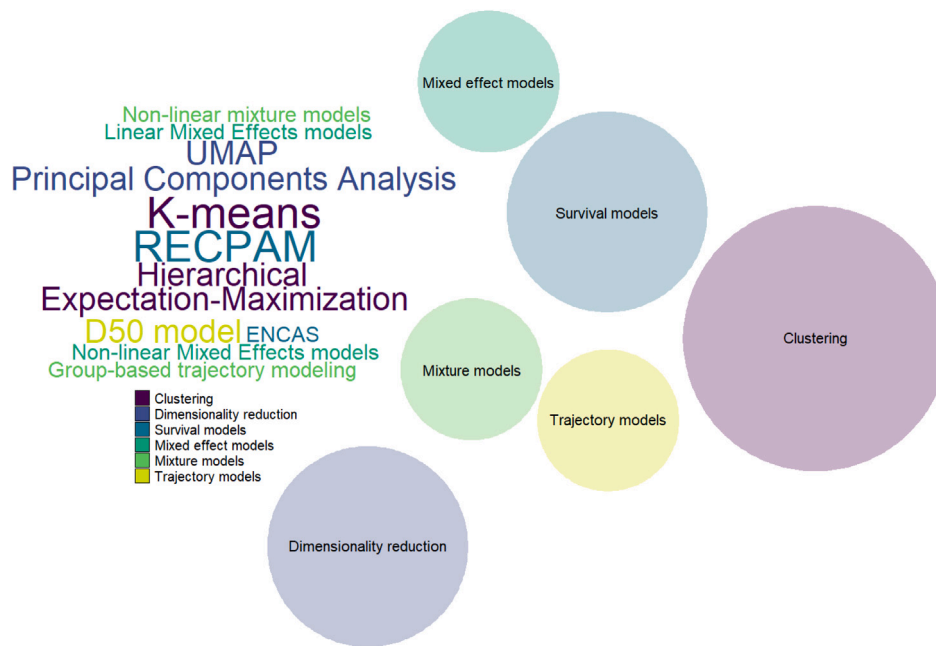 Mixed effect models
Non-linear mixture models
Linear Mixed Effects models
UMAP
Principal Components Analysis
K-means
Survival models
RECPAM
Hierarchical
Expectation-Maximization
D50 model
ENCAS
Clustering
Non-linear Mixed Effects models
Group-based trajectory modeling
Mixture models
Trajectory models
Clustering
Dimensionality reduction
Survival models
Mixed effect models
Mixture models
Trajectory models
Dimensionality reduction